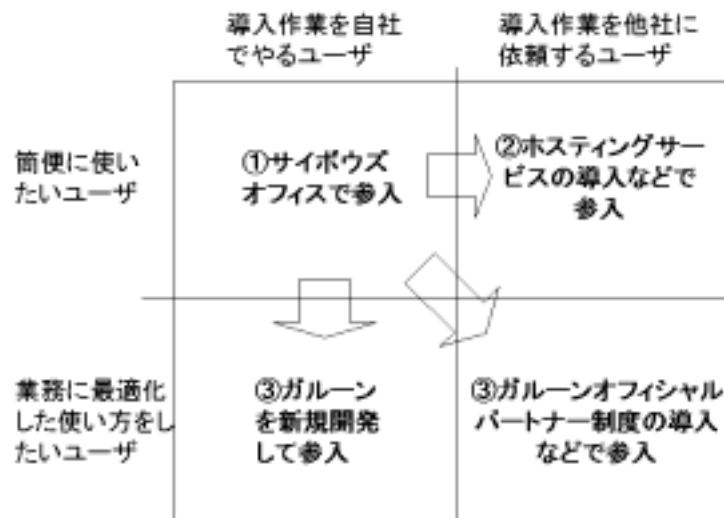 導入作業を自社
でやるユーザ
導入作業を他社に
依頼するユーザ
簡便に使い
たいユーザ
①サイボウズ
オフィスで参入
②ホスティングサー
ビスの導入などで
参入
業務に最適化
した使い方をし
たいユーザ
③ガルーン
を新規開発
して参入
③ガルーンオフィシャル
パートナー制度の導入
などで参入